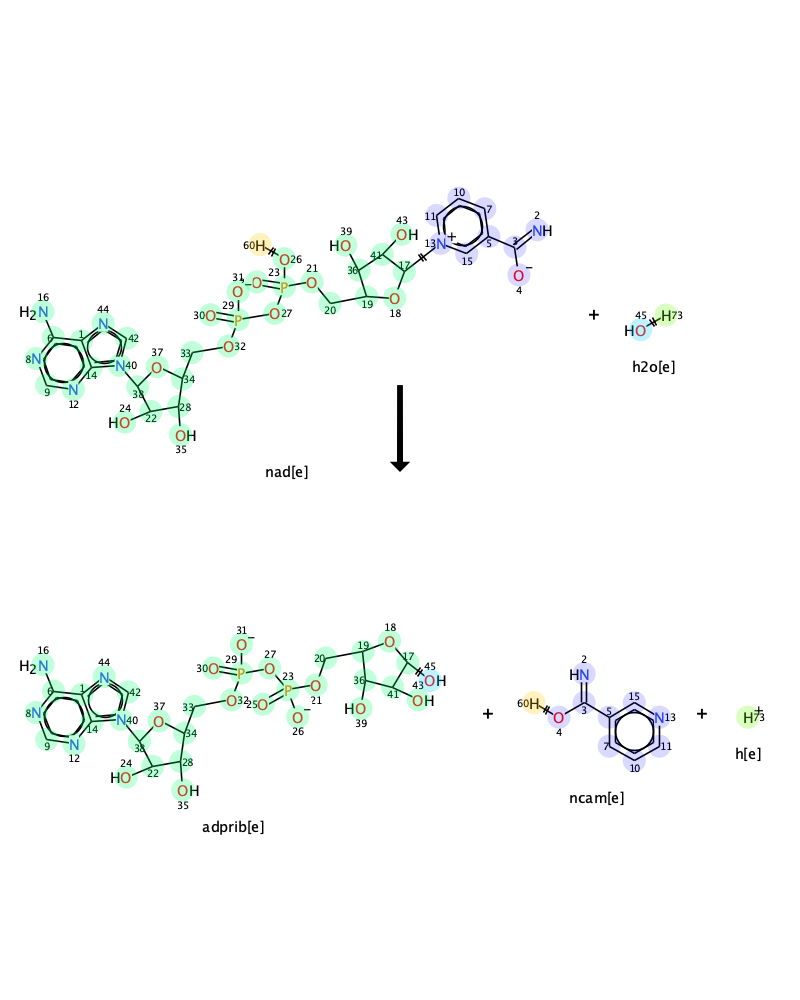 10
2
43
11
7
NH
39
OH
HO
+
5
3
60
H
41
13
N
O
26
36
17
15
O
−
31
23
21
4
16
O
−
O
P
O
45
H
73
H₂N
44
29
20
19
O
18
+
HO
30
O
P
O
27
6
1
N
42
37
33
O
32
h2o[e]
8
N
14
N
40
O
34
9
N
38
12
24
28
HO
22
OH
35
nad[e]
18
31
O
−
19
O
17
45
16
44
29
27
20
2
H₂N
30
O
P
O
23
36
41
OH
HN
15
6
1
N
42
33
O
32
P
O
OH
43
60
H
3
5
N
13
+
8
N
14
N
40
37
O
25
O
O
−
21
HO
39
+
O
4
11
H
+
73
9
N
34
26
7
12
38
10
h[e]
24
28
HO
22
OH
ncam[e]
35
adprib[e]